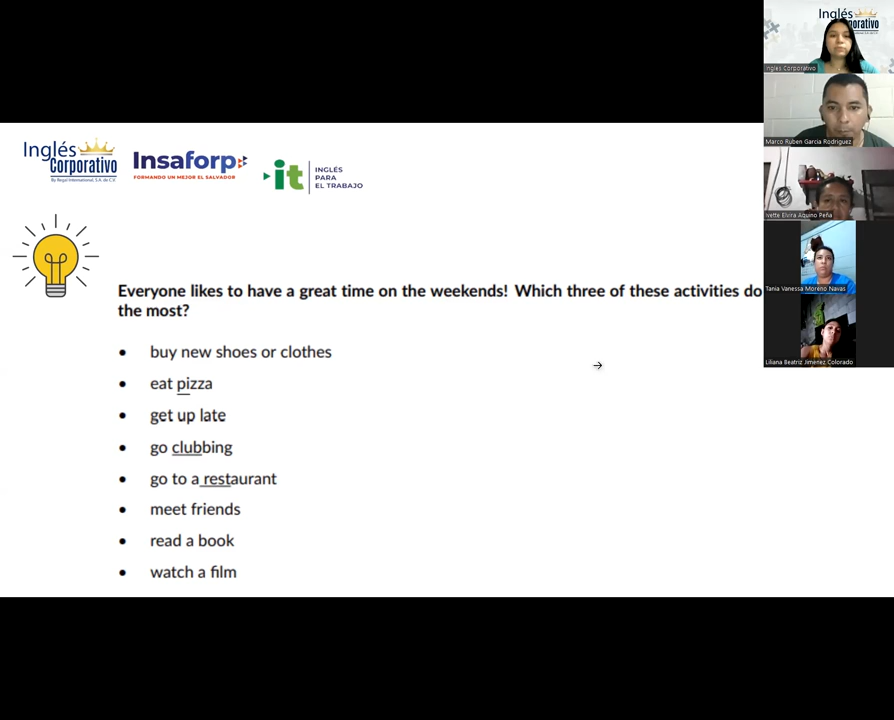 Inglés
Corporativo
By Regal International, S.A. de C.V.
Insaforp
FORMANDO UN MEJOR EL SALVADOR
it
INGLÉS
PARA
EL TRABAJO
Everyone likes to have a great time on the weekends! Which three of these activities do
the most?
• buy new shoes or clothes
• eat pizza
• get up late
• go clubbing
• go to a restaurant
• meet friends
• read a book
• watch a film
Inglés
Inglés Corporativo
Marco Ruben Garcia Rodriguez
Ivette Elvira Aquino Peña
Tania Vanessa Moreno Navas
Liliana Beatriz Jimenez Colorado